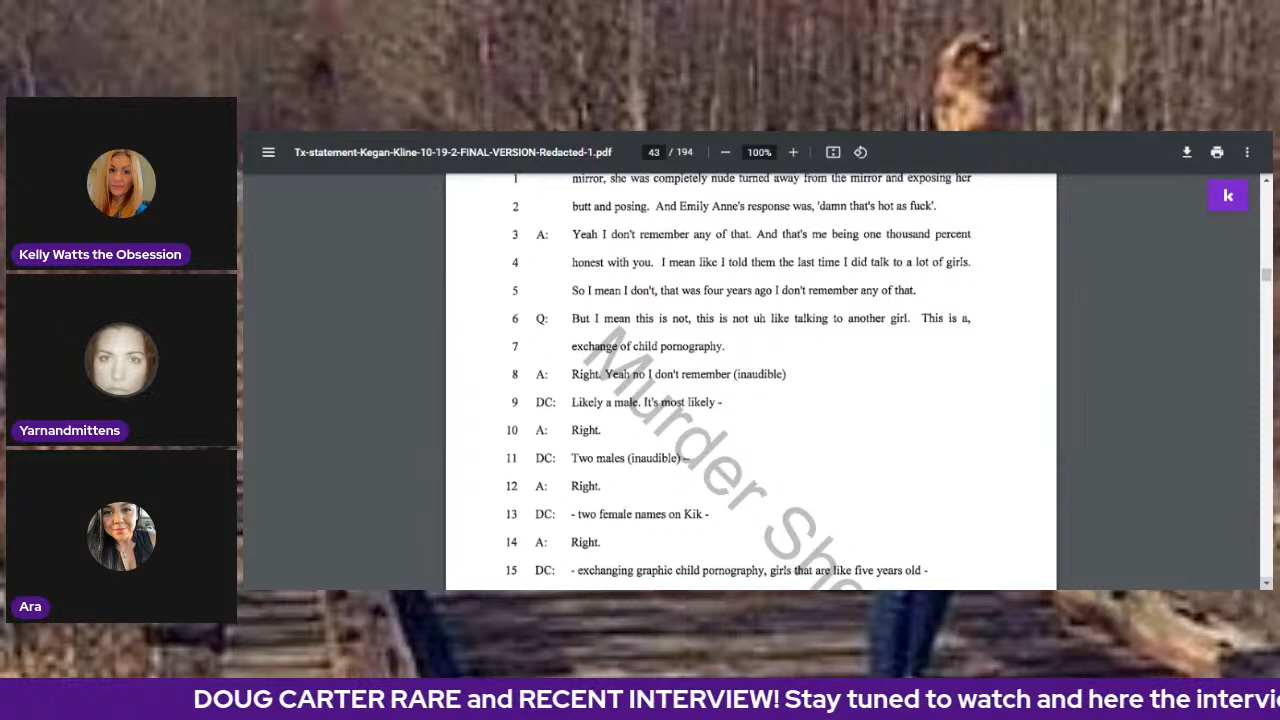 Kelly Watts the Obsession
Yarnandmittens
Ara
Tx-statement-Kegan-Kline-10-19-2-FINAL-VERSION-Redacted-1.pdf 43 / 194 100%
k
1 mirror, she was completely nude turned away from the mirror and exposing her
2 butt and posing. And Emily Anne's response was, 'damn that's hot as fuck'.
3 A: Yeah I don't remember any of that. And that's me being one thousand percent
4 honest with you. I mean like I told them the last time I did talk to a lot of girls.
5 So I mean I don't, that was four years ago I don't remember any of that.
6 Q: But I mean this is not, this is not uh like talking to another girl. This is a,
7 exchange of child pornography.
8 A: Right. Yeah no I don't remember (inaudible)
9 DC: Likely a male. It's most likely -
10 A: Right.
11 DC: Two males (inaudible) –
12 A: Right.
13 DC: - two female names on Kik -
14 A: Right.
15 DC: - exchanging graphic child pornography, girls that are like five years old -
Murder She
DOUG CARTER RARE and RECENT INTERVIEW! Stay tuned to watch and here the intervi